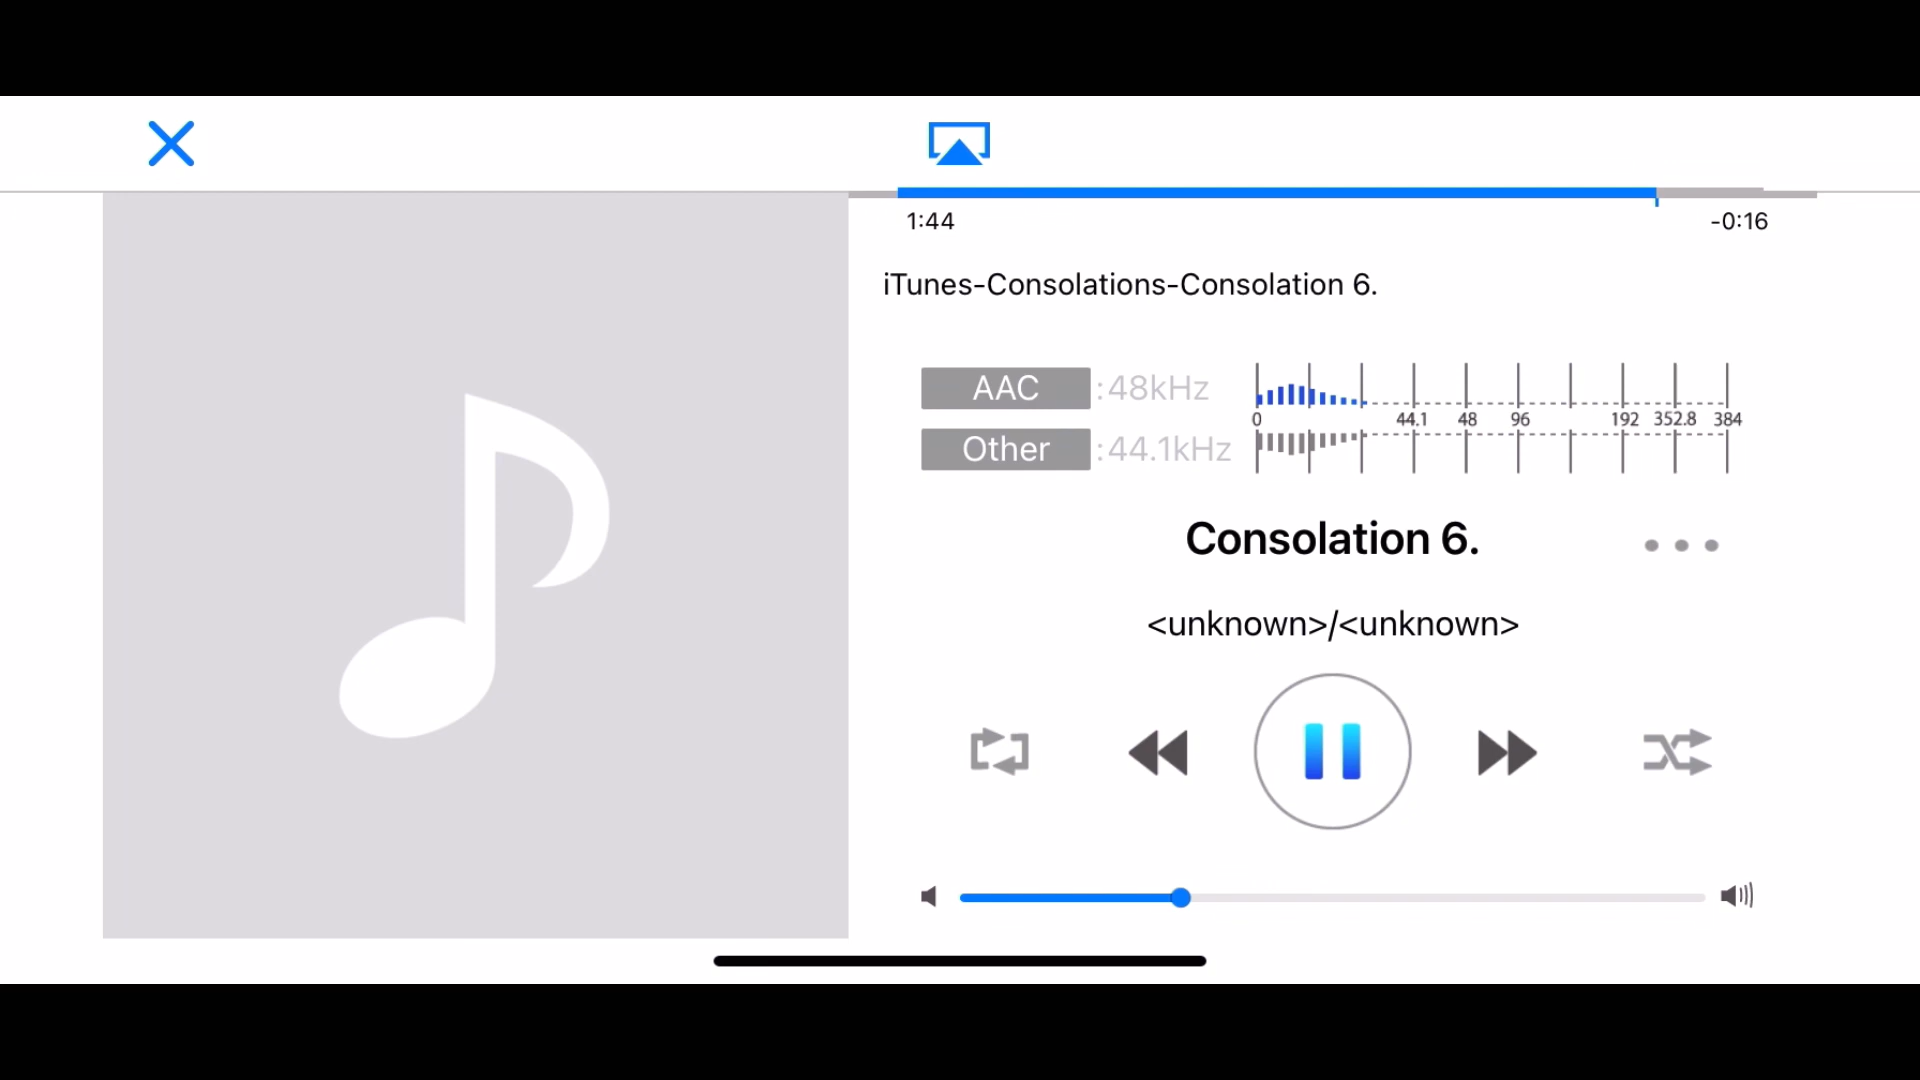 1:44 -0:16
iTunes-Consolations-Consolation 6.
AAC :48kHz
0 44.1 48 96 192 352.8 384
Other :44.1kHz
Consolation 6.
<unknown>/<unknown>